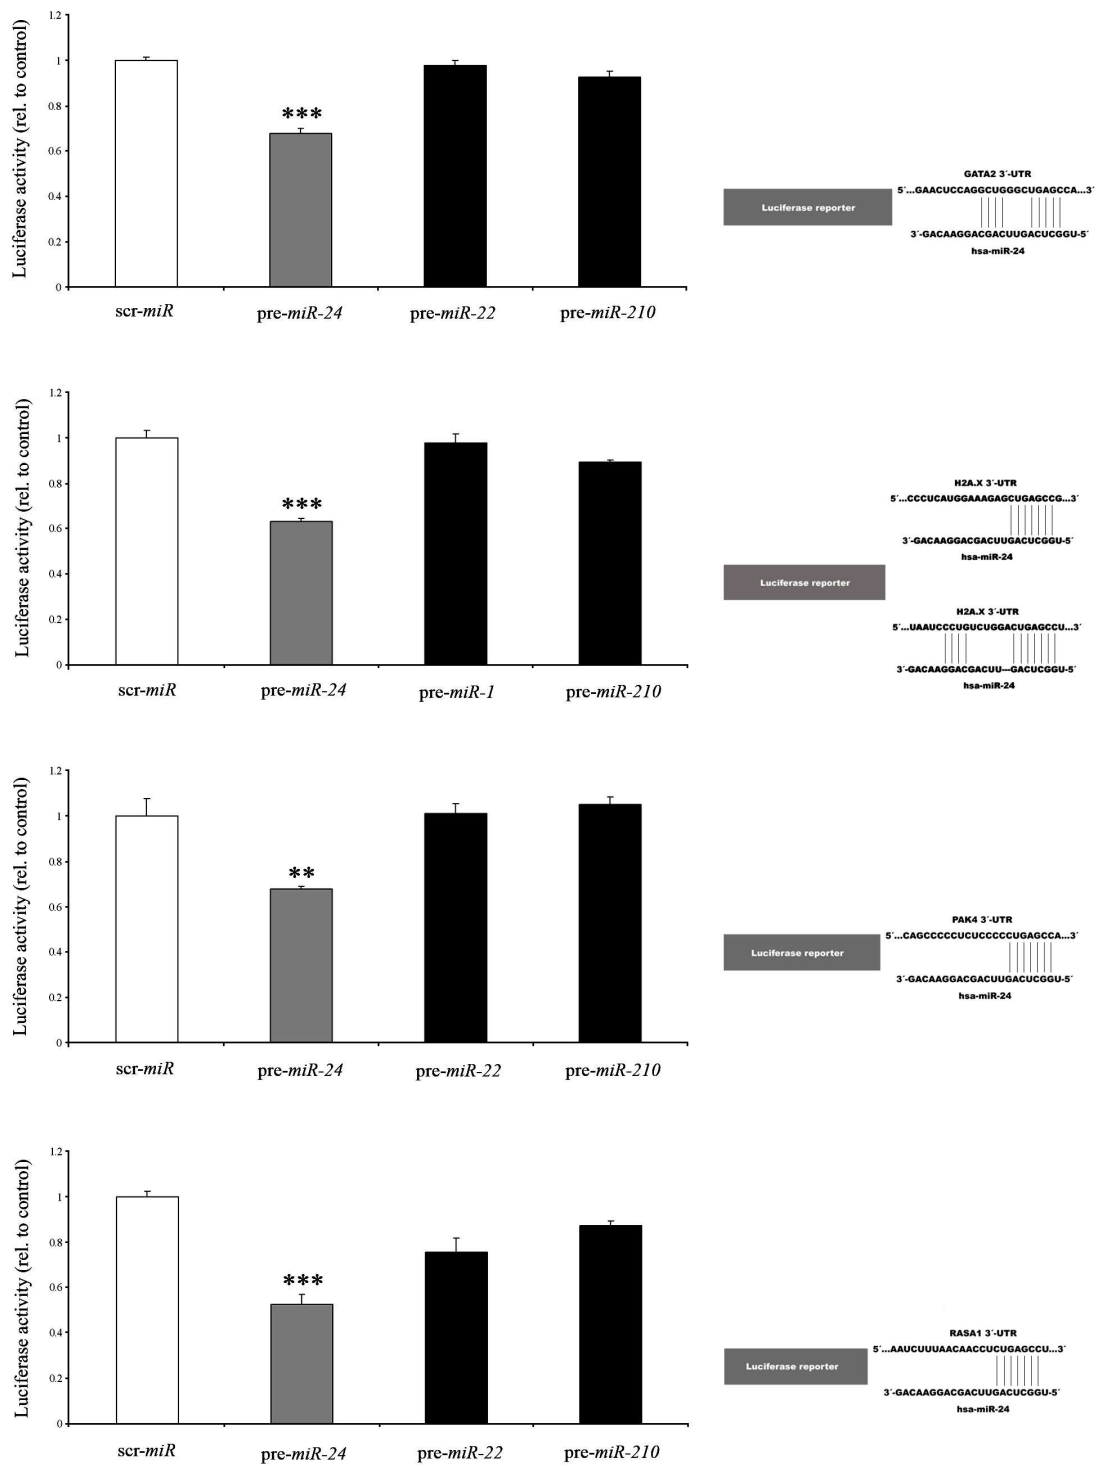 Luciferase activity (rel. to control)
1.2
1
0.8
0.6
0.4
0.2
0
***
scr-miR
pre-miR-24
pre-miR-22
pre-miR-210
GATA2 3´-UTR
5´...GAACUCCAGGCUGGGCUGAGCCA...3´
Luciferase reporter
3´-GACAAGGACGACUUGACUCGGU-5´
hsa-miR-24
Luciferase activity (rel. to control)
1.2
1
0.8
0.6
0.4
0.2
0
***
scr-miR
pre-miR-24
pre-miR-1
pre-miR-210
H2A.X 3´-UTR
5´...CCCUCAUGGAAAGAGCUGAGCCG...3´
3´-GACAAGGACGACUUGACUCGGU-5´
hsa-miR-24
Luciferase reporter
H2A.X 3´-UTR
5´...UAAUCCCUGUCUGGACUGAGCCU...3´
3´-GACAAGGACGACUU---GACUCGGU-5´
hsa-miR-24
Luciferase activity (rel. to control)
1.2
1
0.8
0.6
0.4
0.2
0
**
scr-miR
pre-miR-24
pre-miR-22
pre-miR-210
PAK4 3´-UTR
5´...CAGCCCCCUCUCCCCCUGAGCCA...3´
Luciferase reporter
3´-GACAAGGACGACUUGACUCGGU-5´
hsa-miR-24
Luciferase activity (rel. to control)
1.2
1
0.8
0.6
0.4
0.2
0
***
scr-miR
pre-miR-24
pre-miR-22
pre-miR-210
RASA1 3´-UTR
5´...AAUCUUUAACAACCUCUGAGCCU...3´
Luciferase reporter
3´-GACAAGGACGACUUGACUCGGU-5´
hsa-miR-24